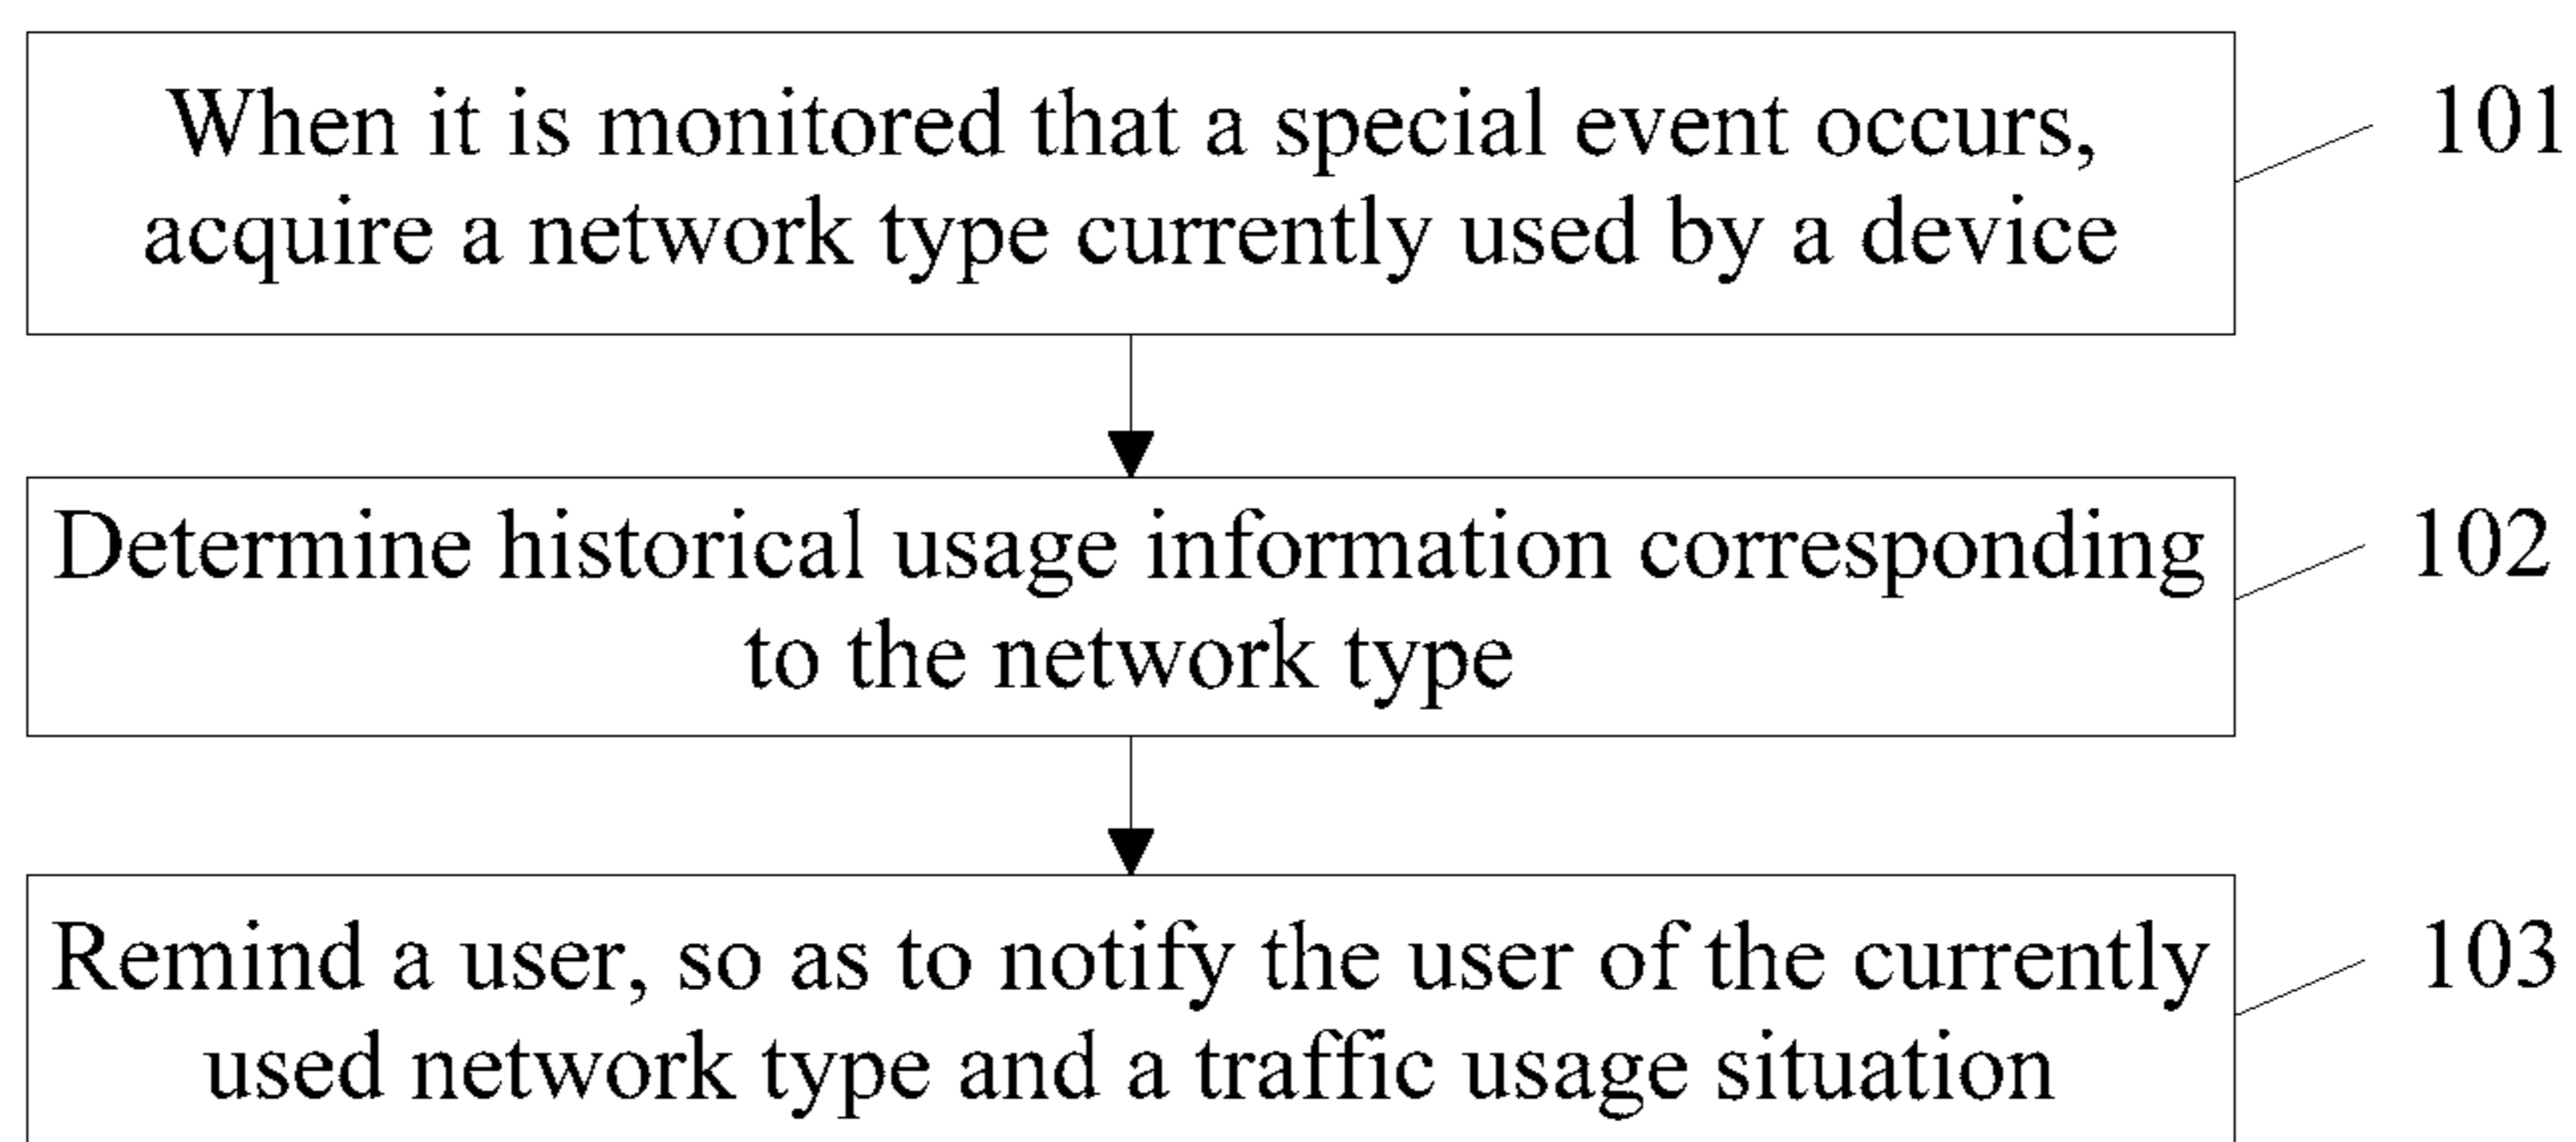 When it is monitored that a special event occurs,
acquire a network type currently used by a device
101
Determine historical usage information corresponding
to the network type
102
Remind a user, so as to notify the user of the currently
used network type and a traffic usage situation
103